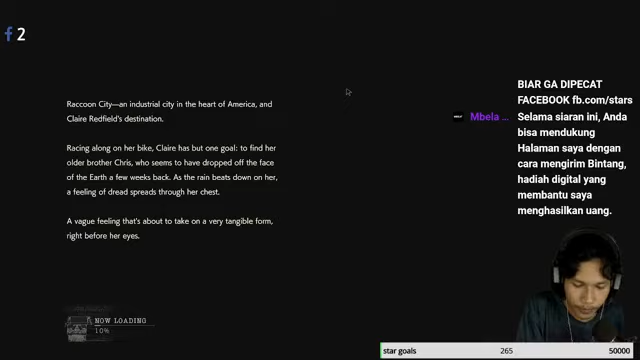 2
Raccoon City—an industrial city in the heart of America, and
Claire Redfield's destination.
Racing along on her bike, Claire has but one goal: to find her
older brother Chris, who seems to have dropped off the face
of the Earth a few weeks back. As the rain beats down on her,
a feeling of dread spreads through her chest.
A vague feeling that's about to take on a very tangible form,
right before her eyes.
NOW LOADING
10%
Mbela ...
BIAR GA DIPECAT
FACEBOOK fb.com/stars
Selama siaran ini, Anda
bisa mendukung
Halaman saya dengan
cara mengirim Bintang,
hadiah digital yang
membantu saya
menghasilkan uang.
star goals 265 50000